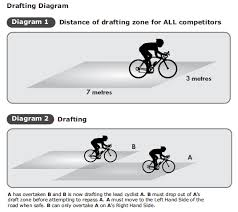 Drafting Diagram
Diagram 1 Distance of drafting zone for ALL competitors
3 metres
7 metres
Diagram 2 Drafting
B
A
A has overtaken B and B is now drafting the lead cyclist A. B must drop out of A's
draft zone before attempting to repass A. A must move to the Left Hand Side of the
road when safe. B can only overtake A on A's Right Hand Side.